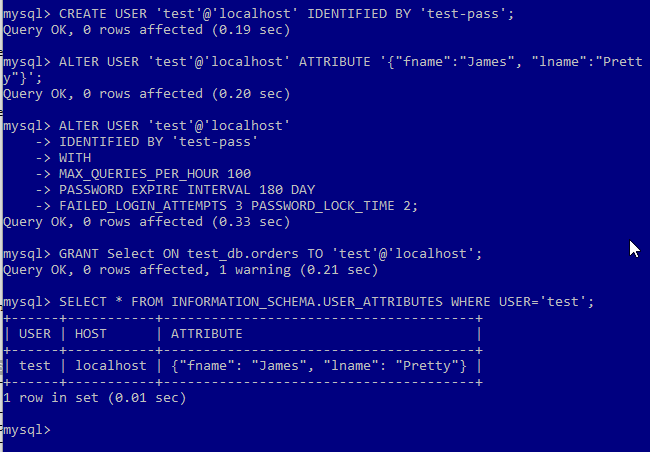 mysql> CREATE USER 'test'@'localhost' IDENTIFIED BY 'test-pass';
Query OK, 0 rows affected (0.19 sec)
mysql> ALTER USER 'test'@'localhost' ATTRIBUTE '{"fname":"James", "lname":"Prett
y"}';
Query OK, 0 rows affected (0.20 sec)
mysql> ALTER USER 'test'@'localhost'
    -> IDENTIFIED BY 'test-pass'
    -> WITH
    -> MAX_QUERIES_PER_HOUR 100
    -> PASSWORD EXPIRE INTERVAL 180 DAY
    -> FAILED_LOGIN_ATTEMPTS 3 PASSWORD_LOCK_TIME 2;
Query OK, 0 rows affected (0.33 sec)
mysql> GRANT Select ON test_db.orders TO 'test'@'localhost';
Query OK, 0 rows affected, 1 warning (0.21 sec)
mysql> SELECT * FROM INFORMATION_SCHEMA.USER_ATTRIBUTES WHERE USER='test';
+------+-----------+---------------------------------------+
| USER | HOST      | ATTRIBUTE                             |
+------+-----------+---------------------------------------+
| test | localhost | {"fname": "James", "lname": "Pretty"} |
+------+-----------+---------------------------------------+
1 row in set (0.01 sec)
mysql>